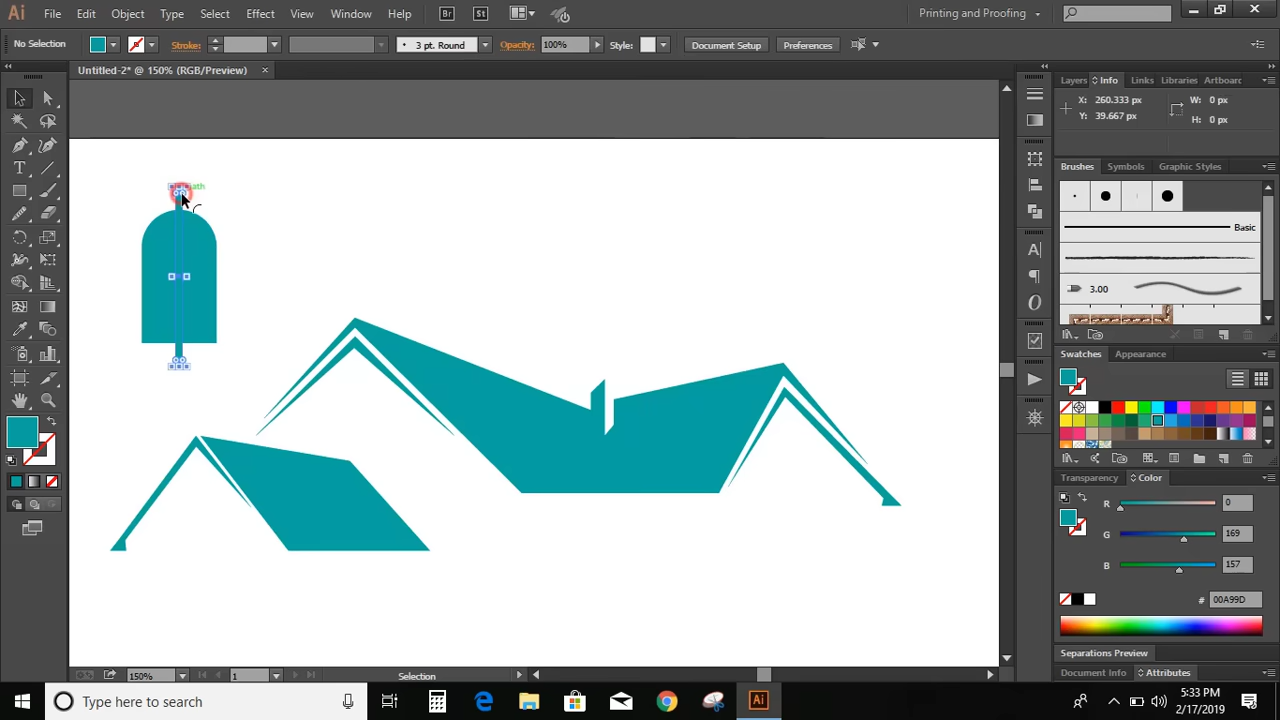 Ai File Edit Object Type Select Effect View Window Help Br St Printing and Proofing
No Selection Stroke: 3 pt. Round Opacity: 100% Style: Document Setup Preferences
Untitled-2* @ 150% (RGB/Preview)
Layers Info Links Libraries Artboard
X: 260.333 px
Y: 39.667 px
W: 0 px
H: 0 px
Brushes Symbols Graphic Styles
Basic
3.00
Swatches Appearance
Transparency Color
R 0
G 169
B 157
# 00A99D
Separations Preview
Document Info Attributes
150% 1 Selection
Type here to search
Ai
5:33 PM
2/17/2019